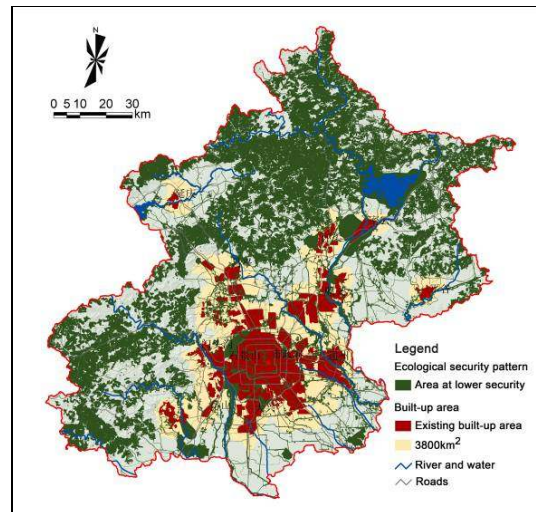 N
0 5 10 20 30
km
Legend
Ecological security pattern
Area at lower security
Built-up area
Existing built-up area
3800km²
River and water
Roads